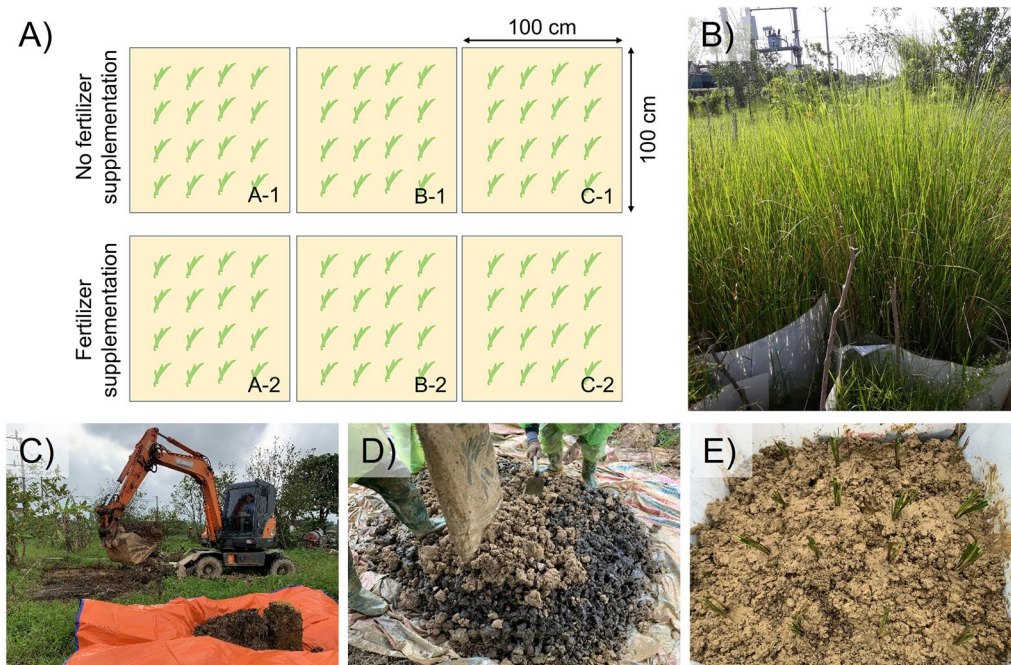 A)
100 cm
B)
No fertilizer
supplementation
100 cm
A-1
B-1
C-1
Fertilizer
supplementation
A-2
B-2
C-2
C)
D)
E)